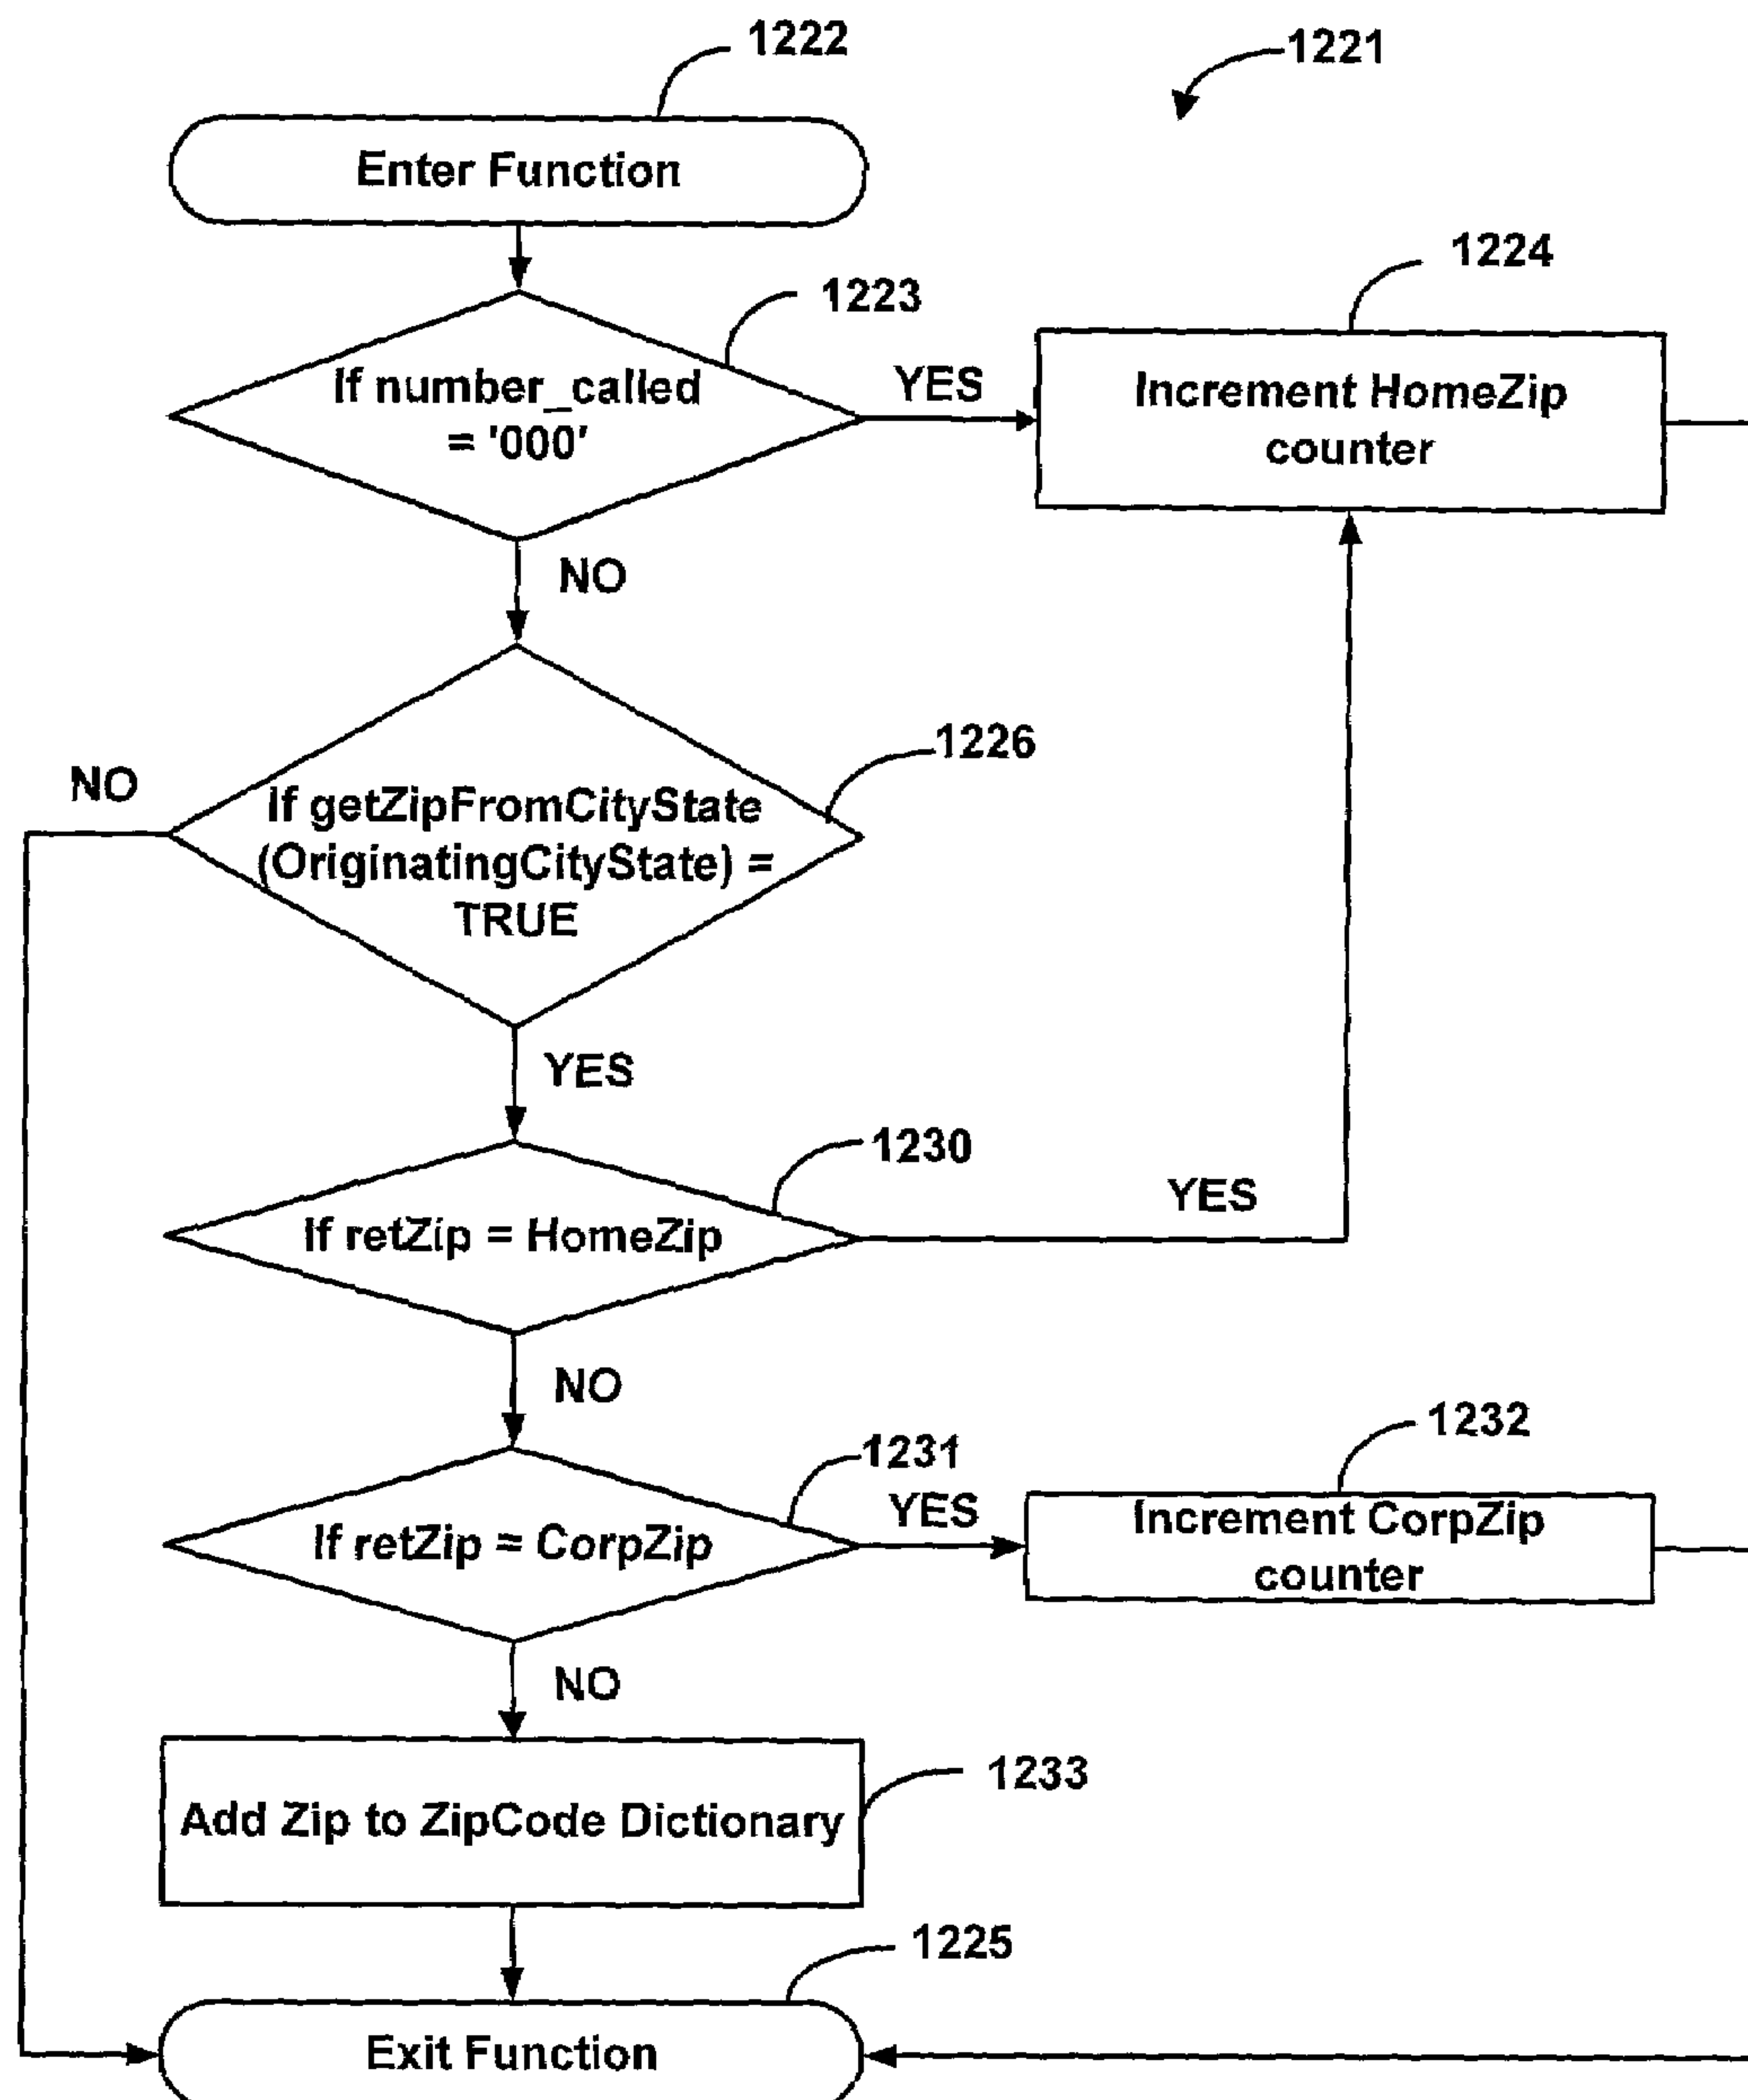 1222
1221
Enter Function
1224
1223
If number_called
= '000'
YES
Increment HomeZip
counter
NO
1226
NO
If getZipFromCityState
(OriginatingCityState) =
TRUE
YES
1230
YES
If retZip = HomeZip
NO
1232
1231
YES
If retZip = CorpZip
Increment CorpZip
counter
NO
1233
Add Zip to ZipCode Dictionary
1225
Exit Function